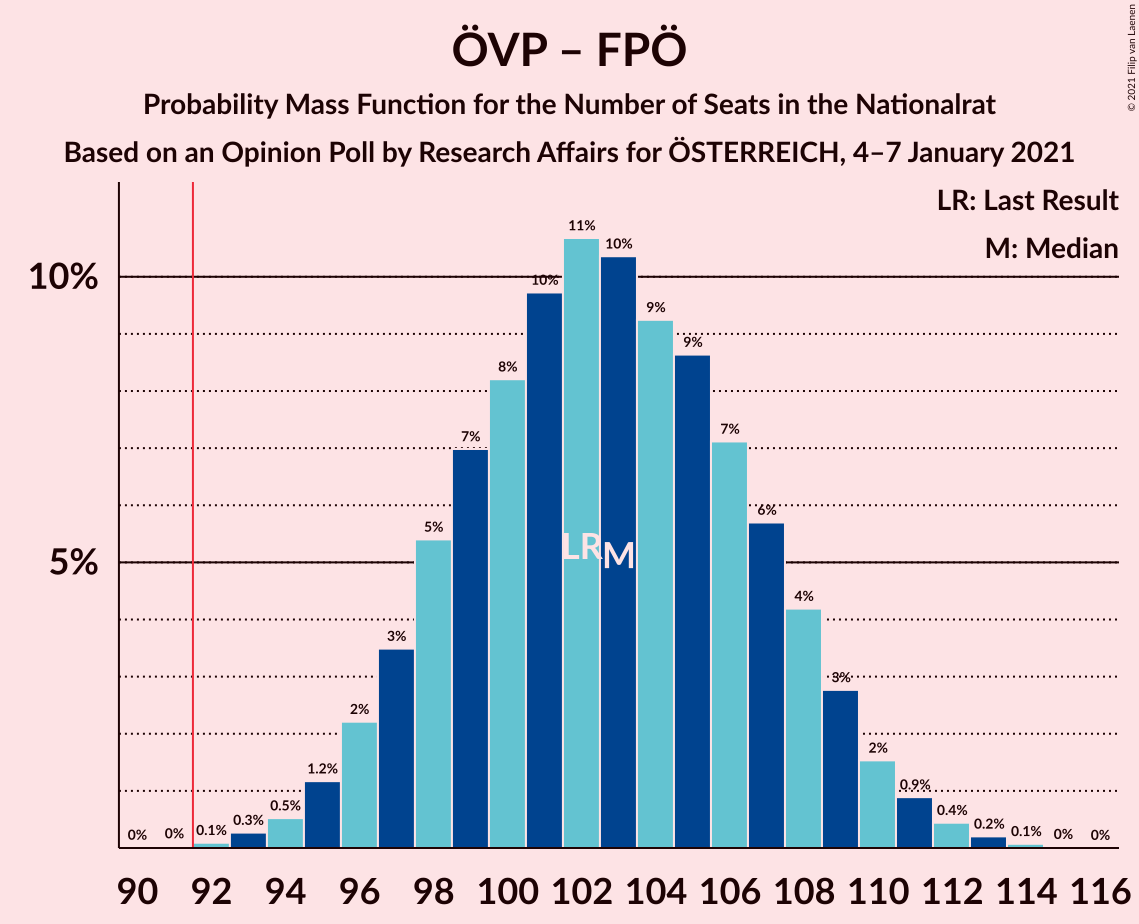 ÖVP – FPÖ
Probability Mass Function for the Number of Seats in the Nationalrat
Based on an Opinion Poll by Research Affairs for ÖSTERREICH, 4–7 January 2021
© 2021 Filip van Laenen
LR: Last Result
M: Median
10%
5%
0% 0% 0.1% 0.3% 0.5% 1.2% 2% 3% 5% 7% 8% 10% 11% 10% 9% 9% 7% 6% 4% 3% 2% 0.9% 0.4% 0.2% 0.1% 0% 0%
LR M
90 92 94 96 98 100 102 104 106 108 110 112 114 116